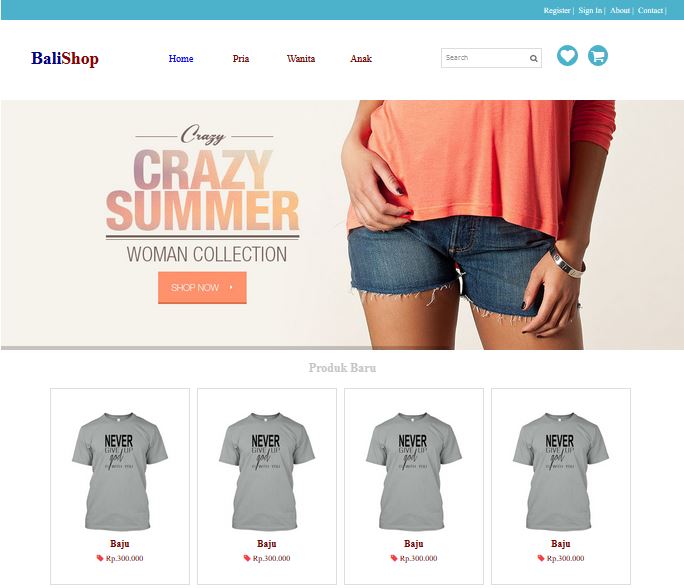 Register | Sign In | About | Contact |
BaliShop Home Pria Wanita Anak Search
Crazy
CRAZY
SUMMER
WOMAN COLLECTION
SHOP NOW
Produk Baru
NEVER
GIVE UP
god
IS WITH YOU
Baju
Rp.300.000
NEVER
GIVE UP
god
IS WITH YOU
Baju
Rp.300.000
NEVER
GIVE UP
god
IS WITH YOU
Baju
Rp.300.000
NEVER
GIVE UP
god
IS WITH YOU
Baju
Rp.300.000